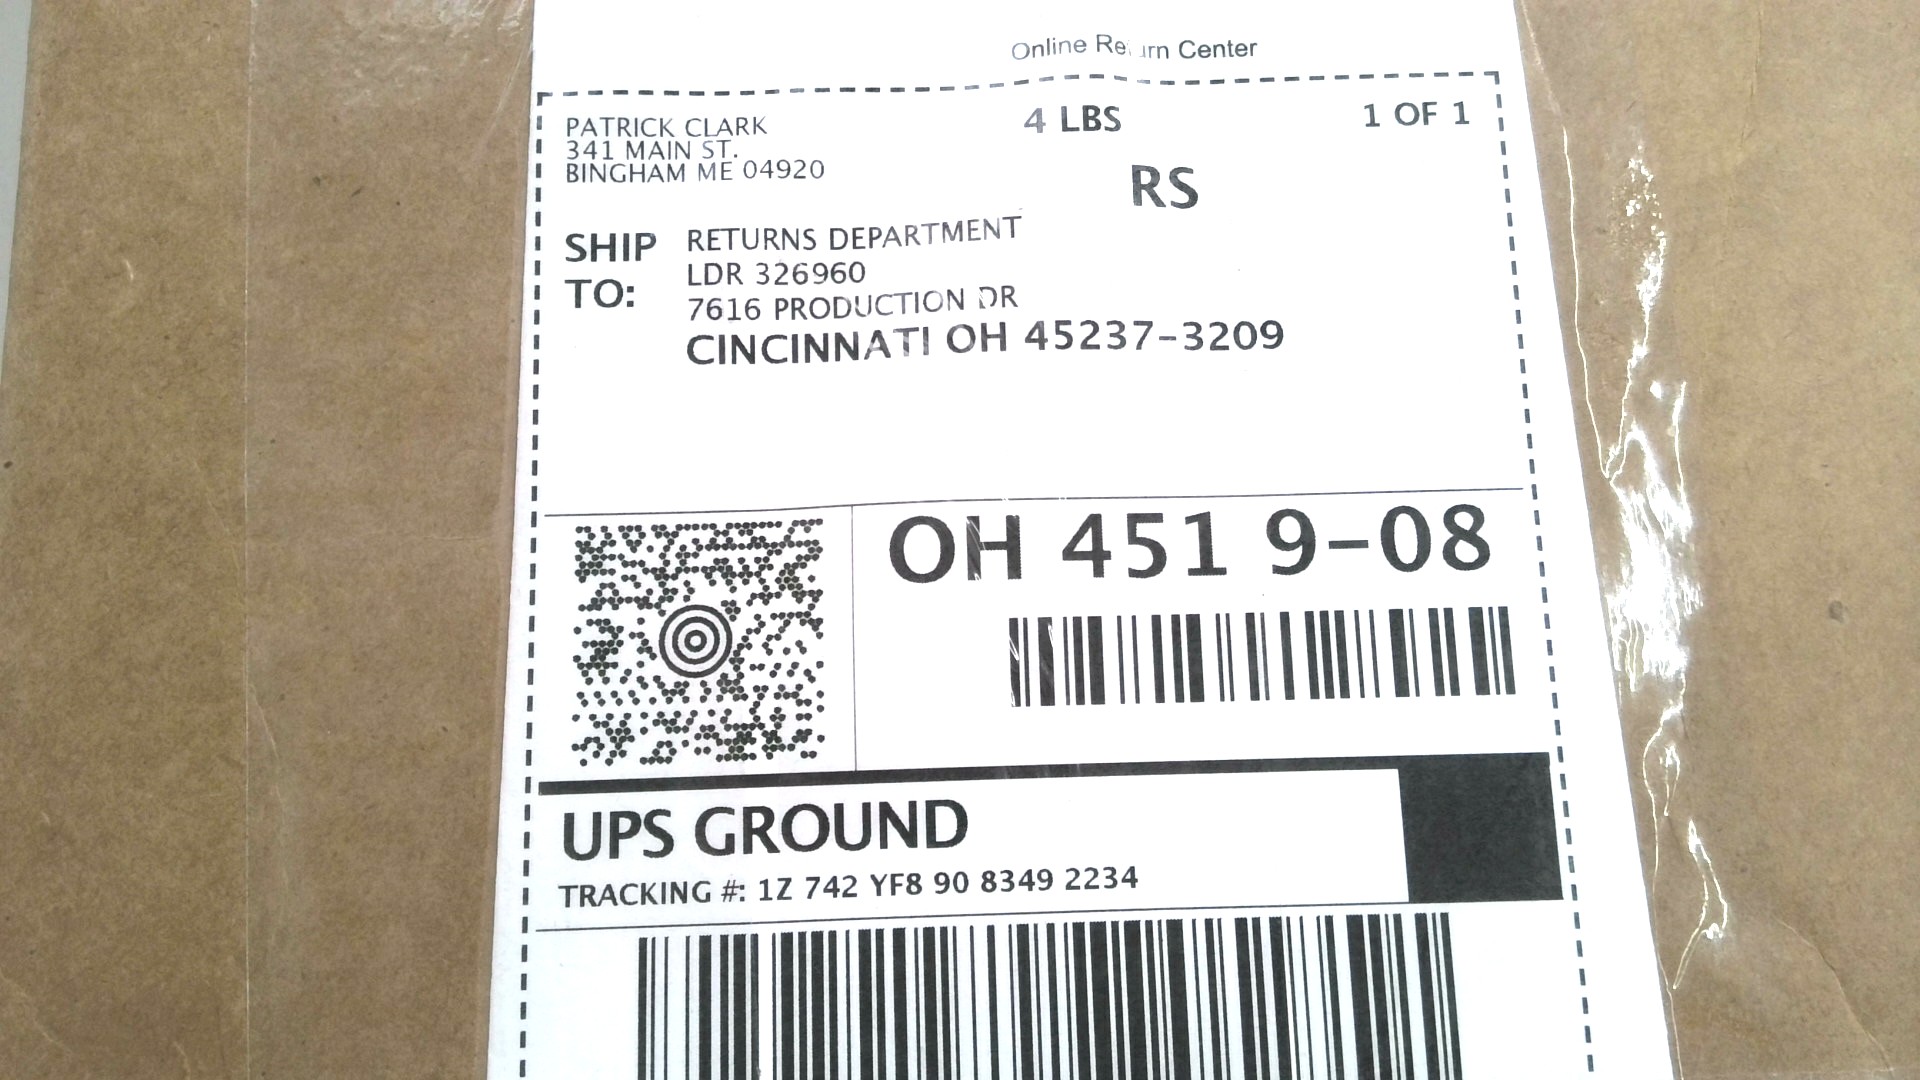 Online Return Center
PATRICK CLARK
341 MAIN ST.
BINGHAM ME 04920
4 LBS
1 OF 1
RS
SHIP TO:
RETURNS DEPARTMENT
LDR 326960
7616 PRODUCTION DR
CINCINNATI OH 45237-3209
OH 451 9-08
UPS GROUND
TRACKING #: 1Z 742 YF8 90 8349 2234